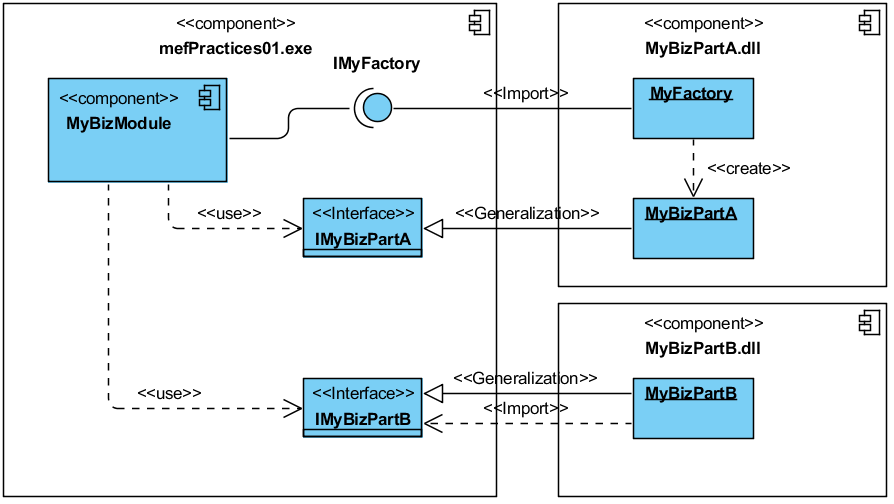 <<component>>
mefPractices01.exe
IMyFactory
<<component>>
MyBizModule
<<use>>
<<Interface>>
IMyBizPartA
<<use>>
<<Interface>>
IMyBizPartB
<<Import>>
<<Generalization>>
<<Generalization>>
<<Import>>
<<component>>
MyBizPartA.dll
MyFactory
<<create>>
MyBizPartA
<<component>>
MyBizPartB.dll
MyBizPartB